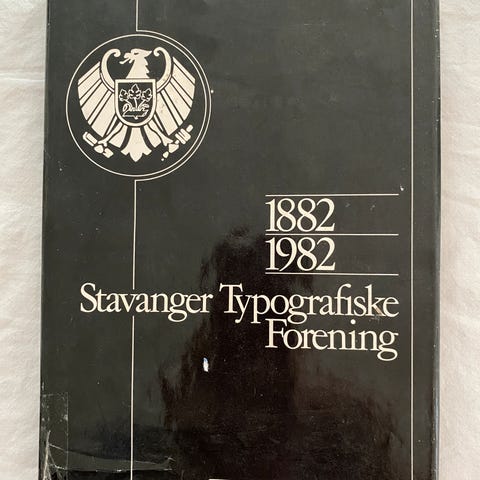 1882
1982
Stavanger Typografiske
Forening